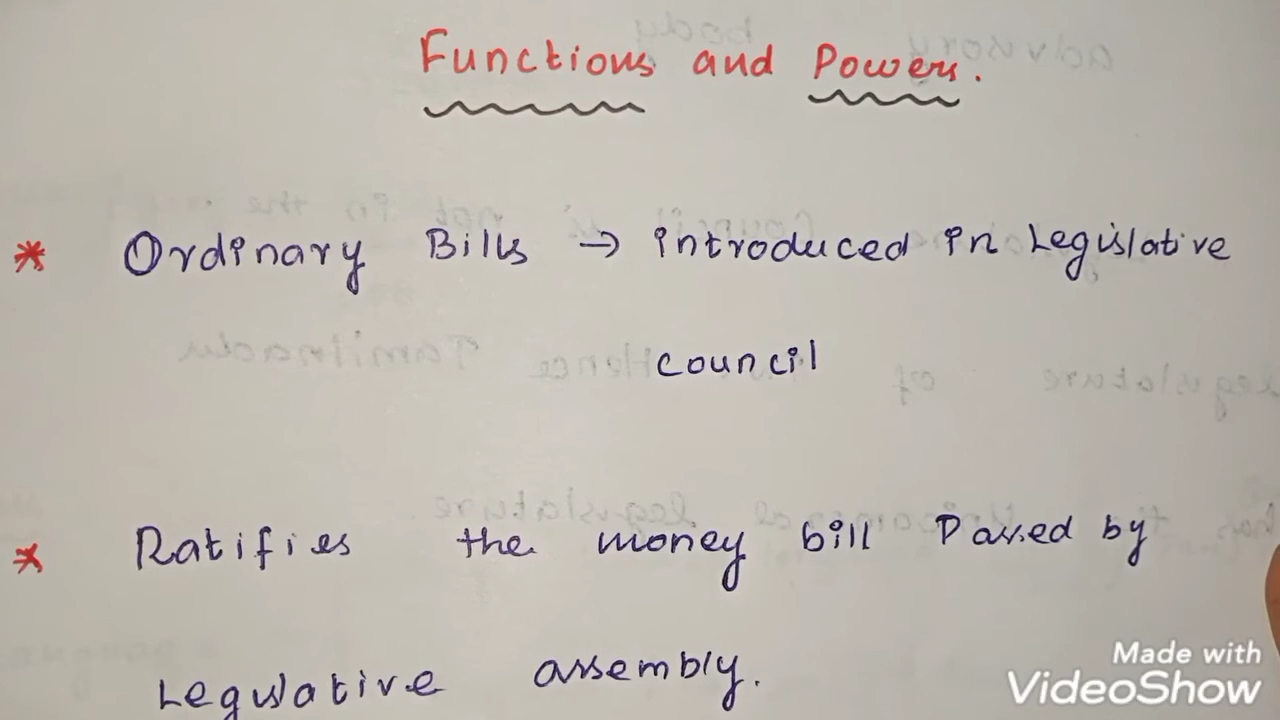 Functions and Powers.
* Ordinary Bills → introduced in Legislative
council
* Ratifies the money bill Passed by
Legislative assembly.
Made with
VideoShow